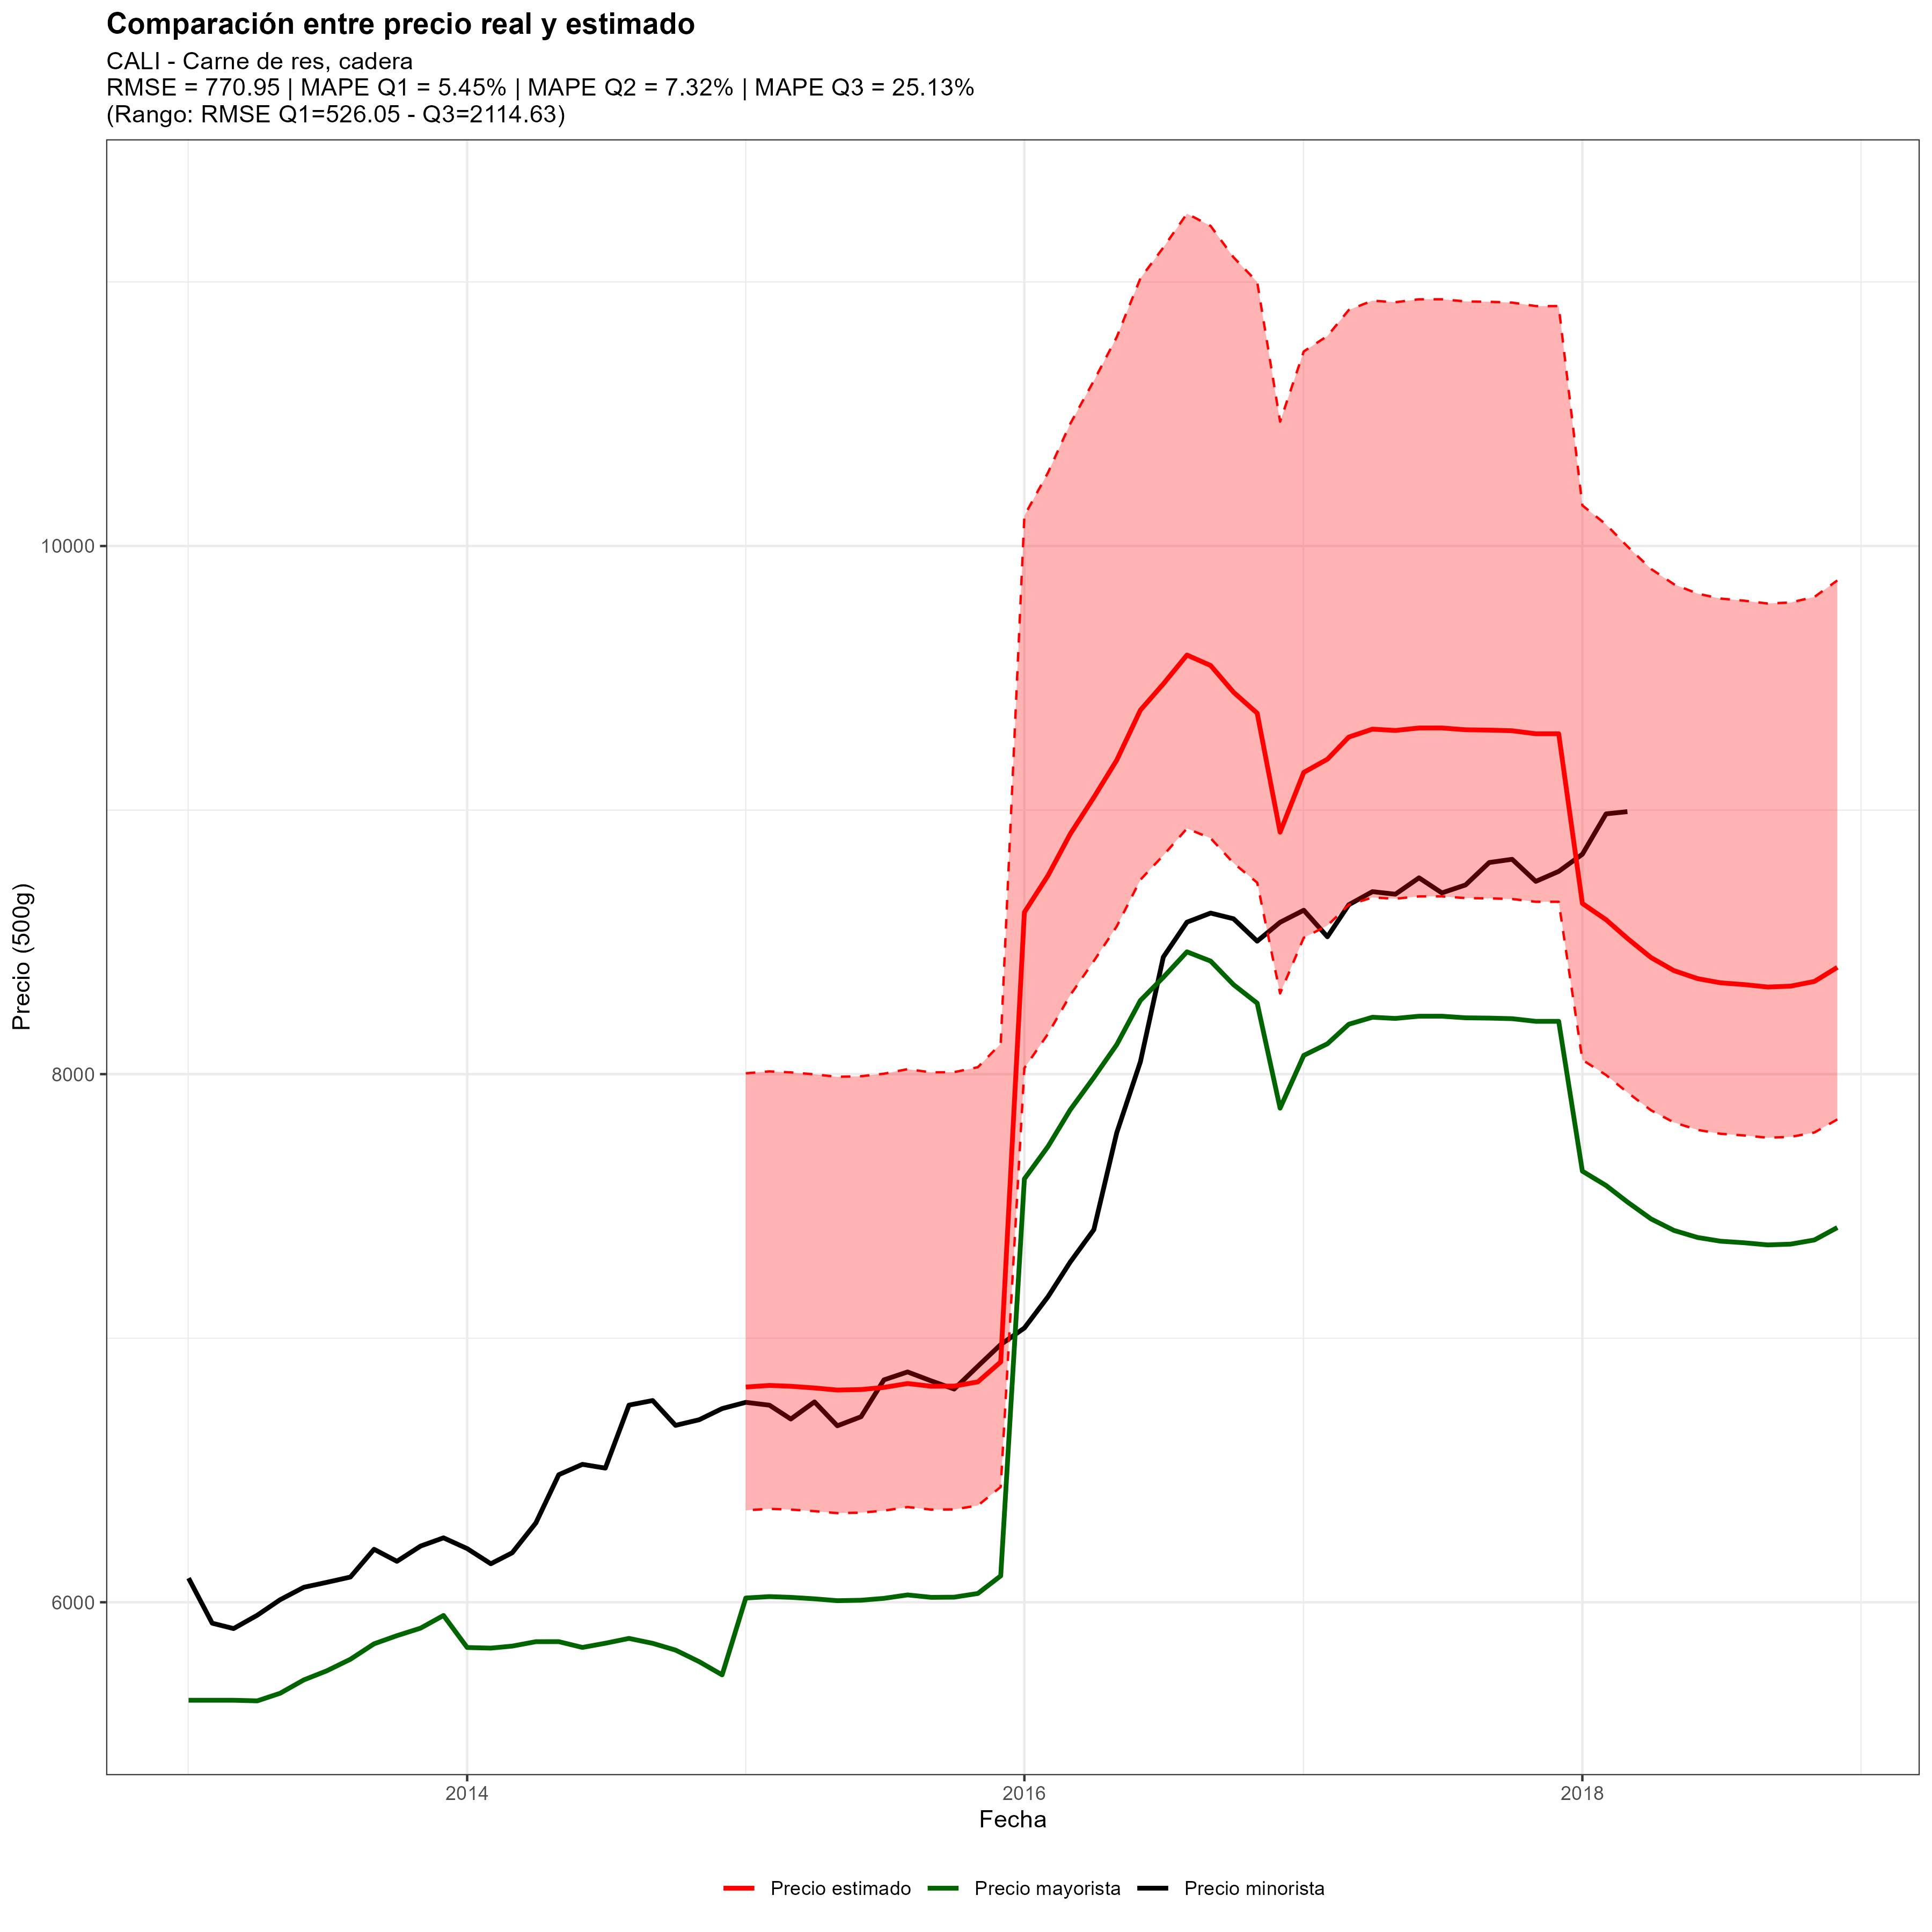 Comparación entre precio real y estimado
CALI - Carne de res, cadera
RMSE = 770.95 | MAPE Q1 = 5.45% | MAPE Q2 = 7.32% | MAPE Q3 = 25.13%
(Rango: RMSE Q1=526.05 - Q3=2114.63)
Precio (500g)
10000
8000
6000
2014
2016
2018
Fecha
Precio estimado
Precio mayorista
Precio minorista